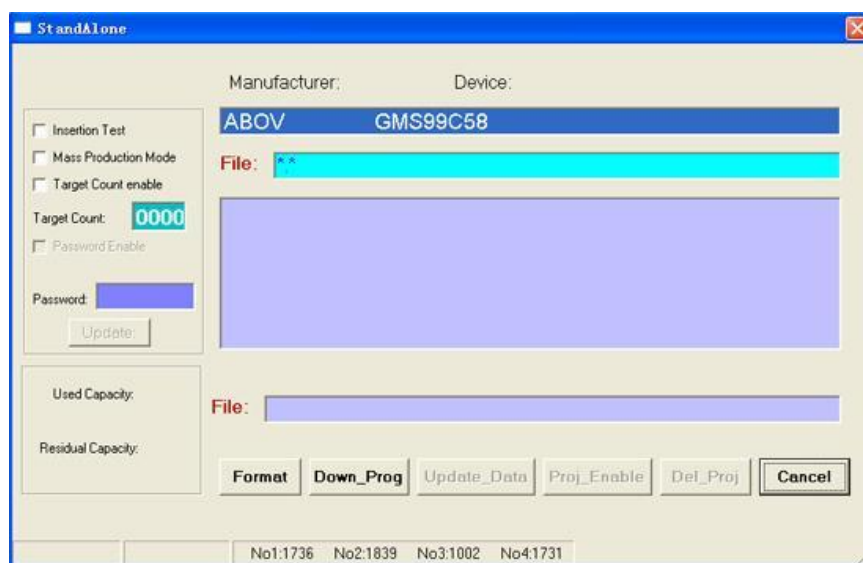 StandAlone
Manufacturer: Device:
ABOV GMS99C58
Insertion Test
Mass Production Mode
File: *.*
Target Count enable
Target Count: 0000
Password Enable
Password:
Update
Used Capacity:
File:
Residual Capacity:
Format Down_Prog Update_Data Proj_Enable Del_Proj Cancel
No1:1736 No2:1839 No3:1002 No4:1731